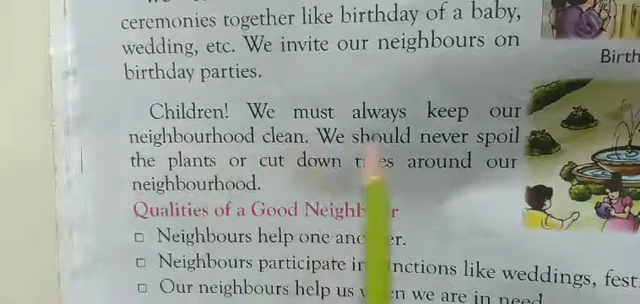 ceremonies together like birthday of a baby,
wedding, etc. We invite our neighbours on
birthday parties.
Birth
Children! We must always keep our
neighbourhood clean. We should never spoil
the plants or cut down around our
neighbourhood.
Qualities of a Good
Neighbours help one
Neighbours participate like weddings, fest
Our neighbours help us we are in need